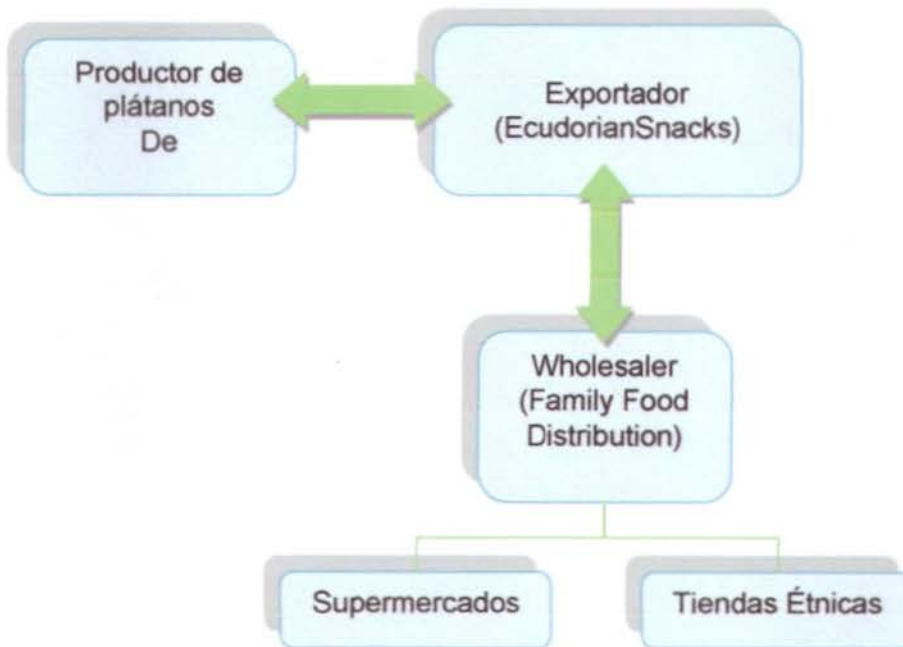 Productor de
plátanos
De
Exportador
(EcudorianSnacks)
Wholesaler
(Family Food
Distribution)
Supermercados
Tiendas Étnicas